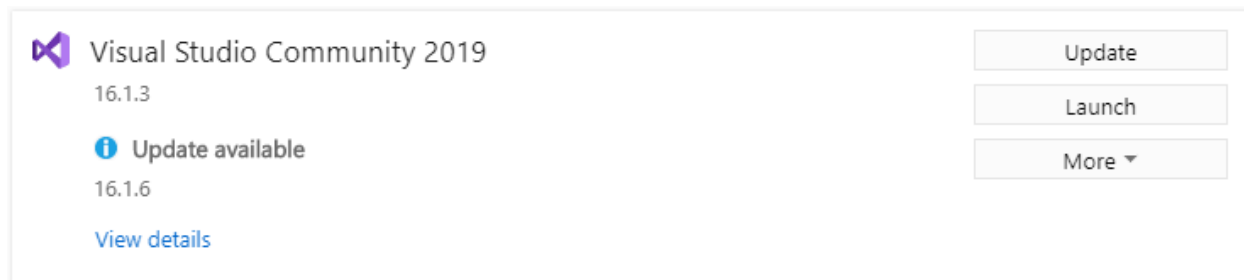 Visual Studio Community 2019
16.1.3
Update available
16.1.6
View details
Update
Launch
More